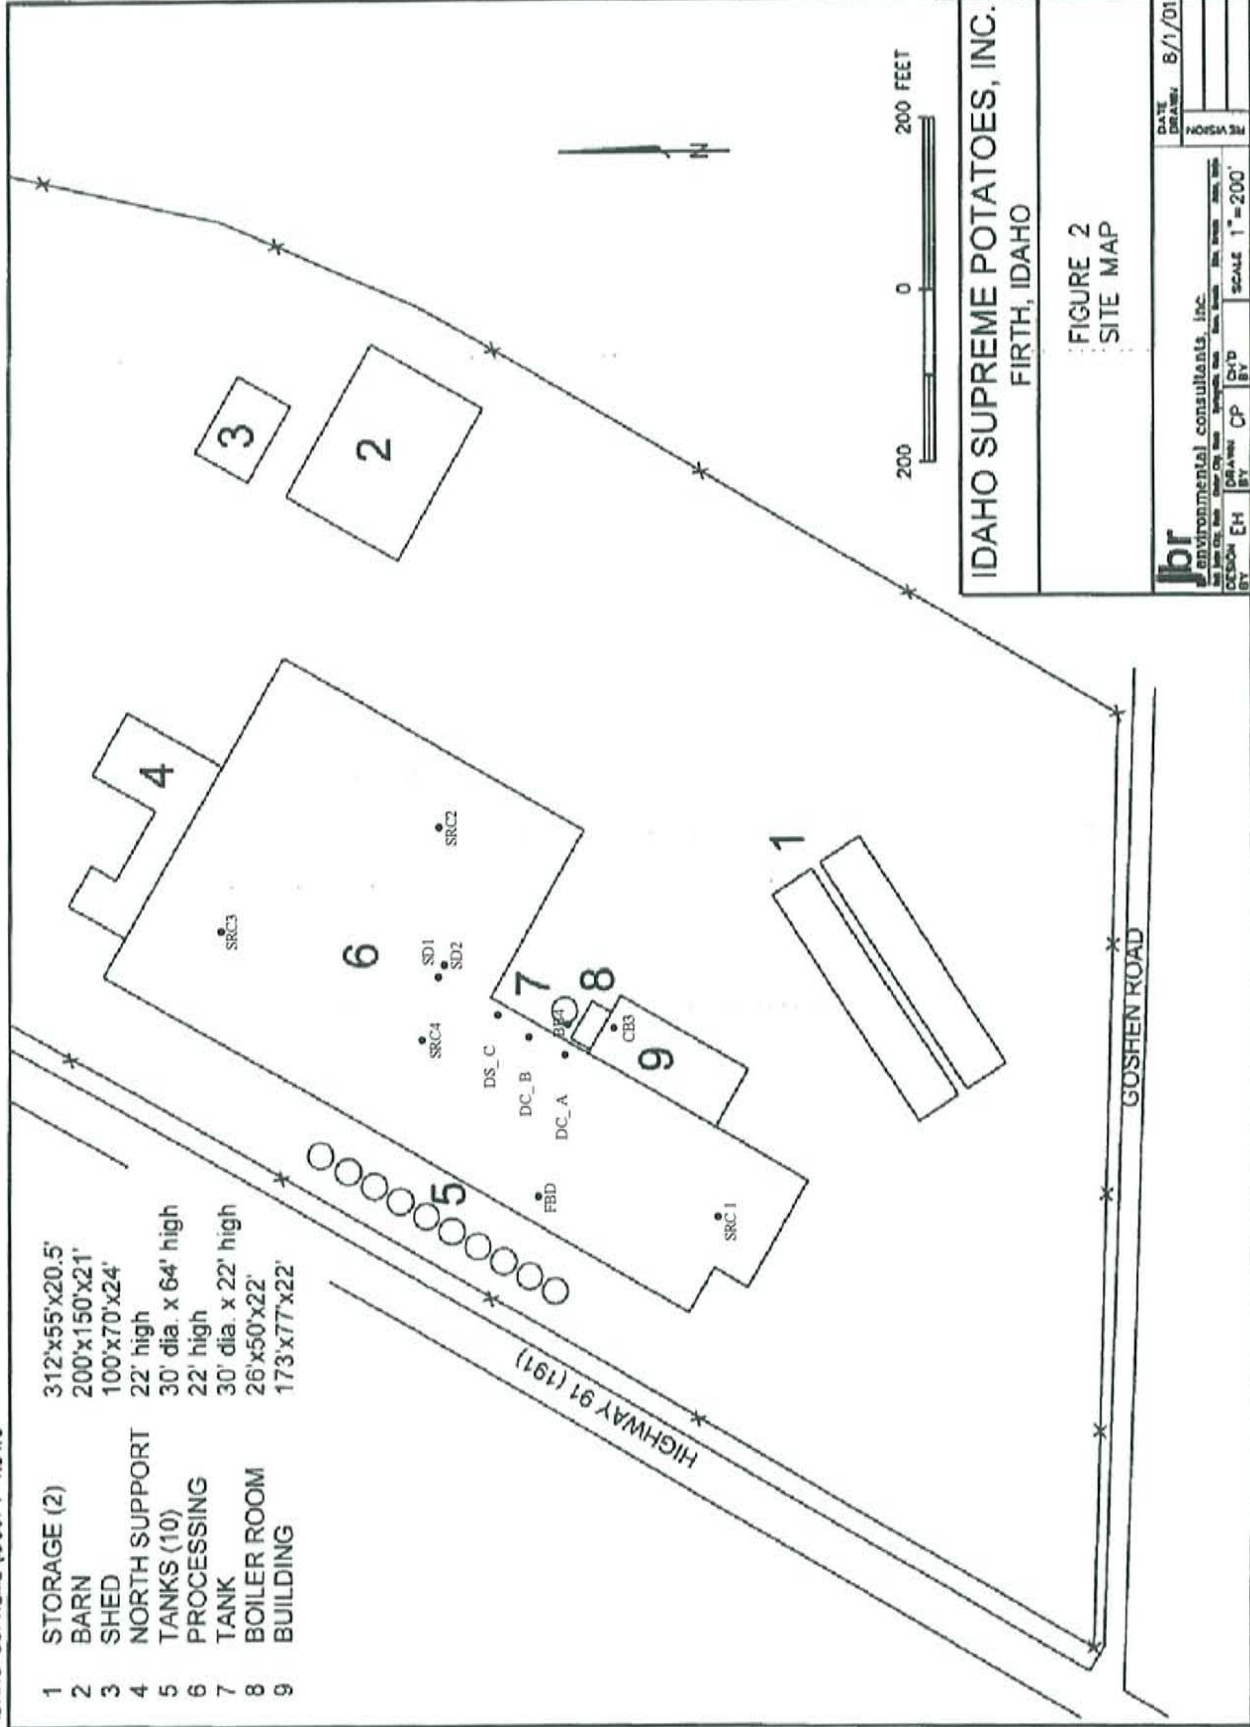 1 STORAGE (2) 312'x55'x20.5'
2 BARN 200'x150'x21'
3 SHED 100'x70'x24'
4 NORTH SUPPORT 22' high
5 TANKS (10) 30' dia. x 64' high
6 PROCESSING 22' high
7 TANK 30' dia. x 22' high
8 BOILER ROOM 26'x50'x22'
9 BUILDING 173'x77'x22'
HIGHWAY 91 (191)
GOSHEN ROAD
1
2
3
4
5
6
7
8
9
SRC3
SRC2
SD1
SD2
SRC4
DS_C
DC_B
DC_A
CB3
FBD
SRC 1
N
200 0 200 FEET
IDAHO SUPREME POTATOES, INC.
FIRTH, IDAHO
FIGURE 2
SITE MAP
jbr
environmental consultants, inc.
DESIGN BY EH DRAWN BY CP CH'D BY SCALE 1"=200'
DATE DRAWN 8/1/01
REVISION